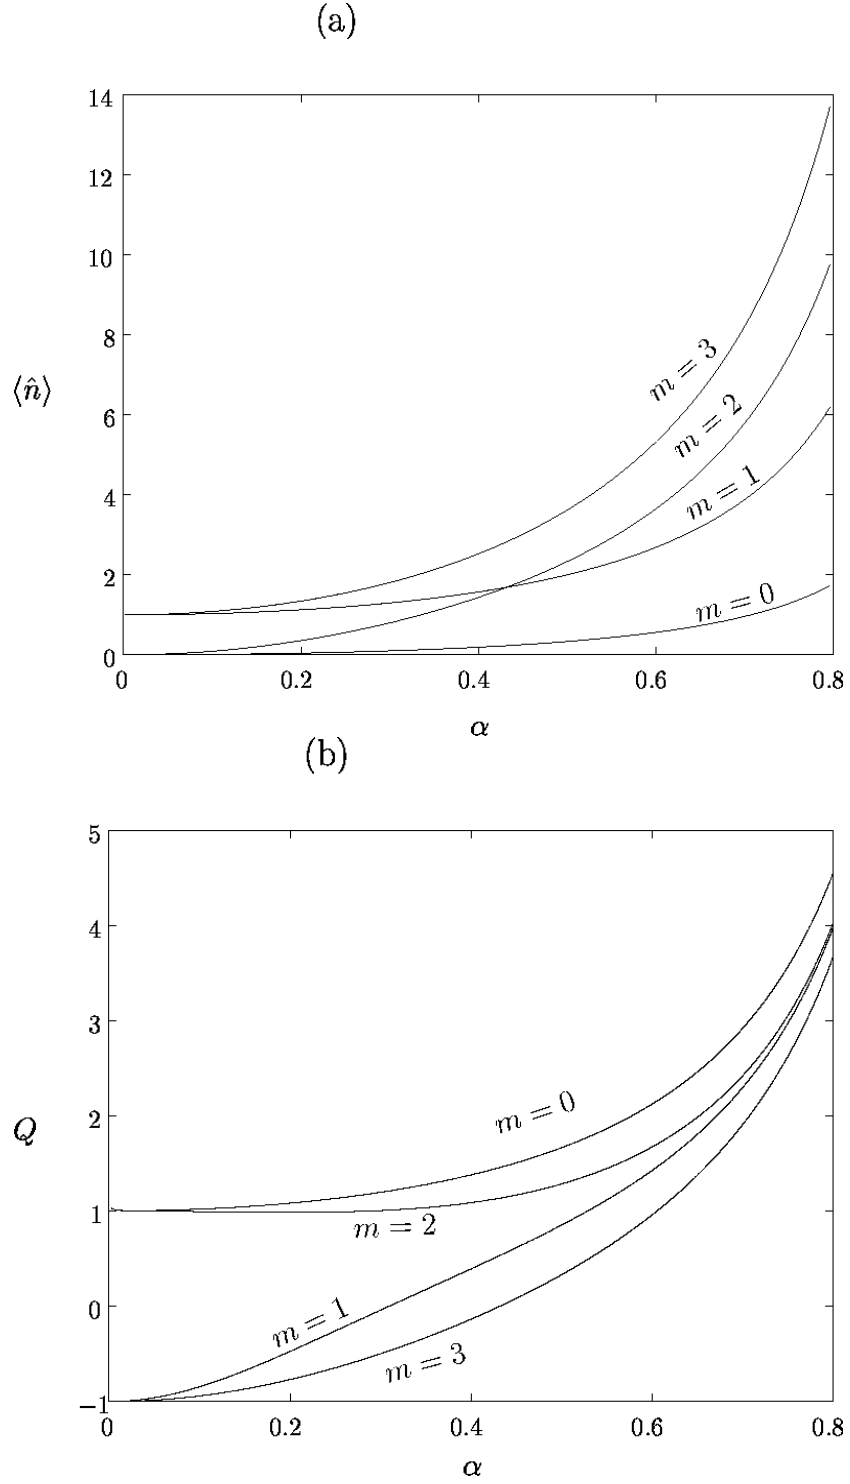 (a)
14
12
10
8
6
4
2
0
⟨n̂⟩
m = 3
m = 2
m = 1
m = 0
0 0.2 0.4 0.6 0.8
α
(b)
5
4
3
2
1
0
−1
Q
m = 0
m = 2
m = 1
m = 3
0 0.2 0.4 0.6 0.8
α